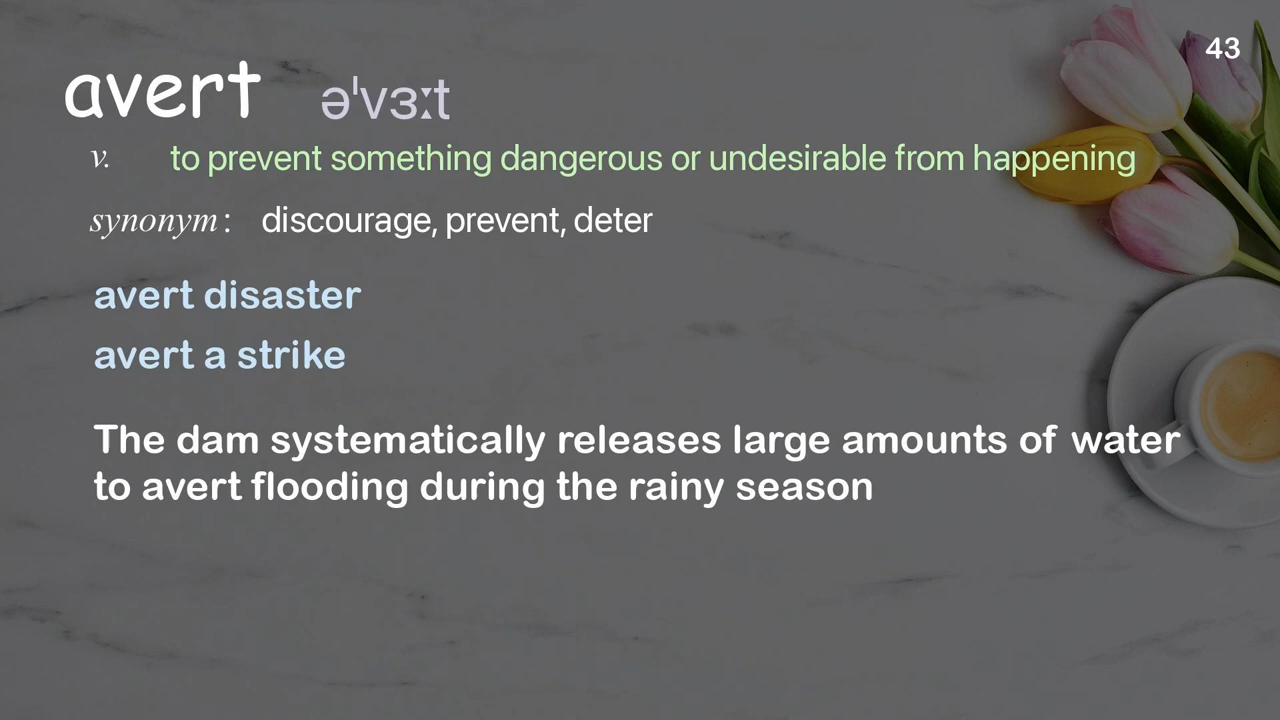 43
avert əˈvɜːt
v. to prevent something dangerous or undesirable from happening
synonym: discourage, prevent, deter
avert disaster
avert a strike
The dam systematically releases large amounts of water
to avert flooding during the rainy season